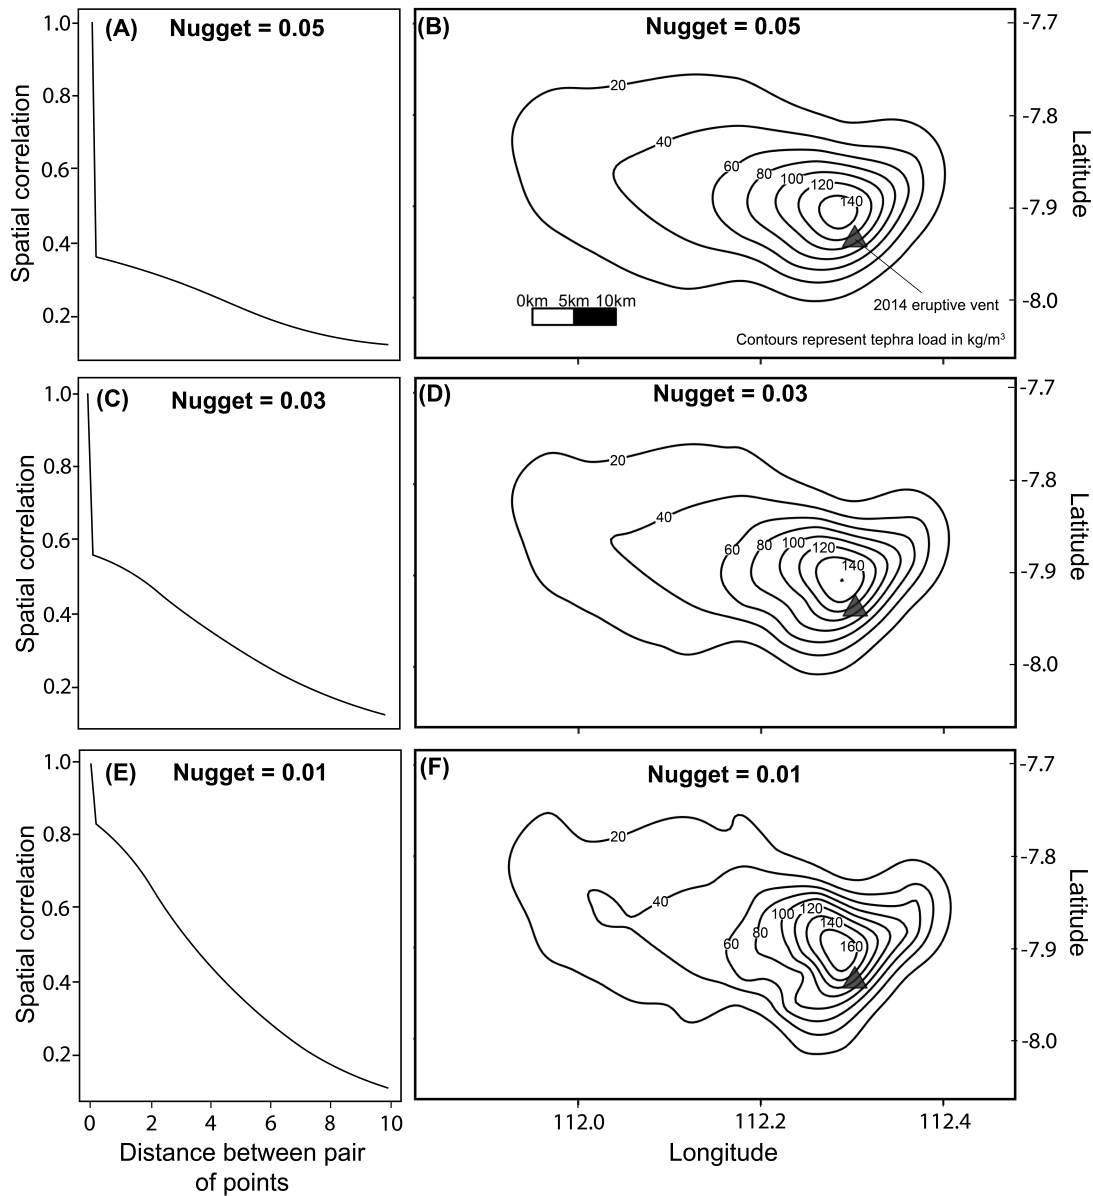 (A) Nugget = 0.05
1.0
0.8
0.6
0.4
0.2
Spatial correlation
(B) Nugget = 0.05
20
40
60
80
100
120
140
0km 5km 10km
2014 eruptive vent
Contours represent tephra load in kg/m³
-7.7
-7.8
-7.9
-8.0
Latitude
(C) Nugget = 0.03
1.0
0.8
0.6
0.4
0.2
Spatial correlation
(D) Nugget = 0.03
20
40
60
80
100
120
140
-7.7
-7.8
-7.9
-8.0
Latitude
(E) Nugget = 0.01
1.0
0.8
0.6
0.4
0.2
Spatial correlation
0 2 4 6 8 10
Distance between pair
of points
(F) Nugget = 0.01
20
40
60
80
100
120
140
160
-7.7
-7.8
-7.9
-8.0
Latitude
112.0 112.2 112.4
Longitude